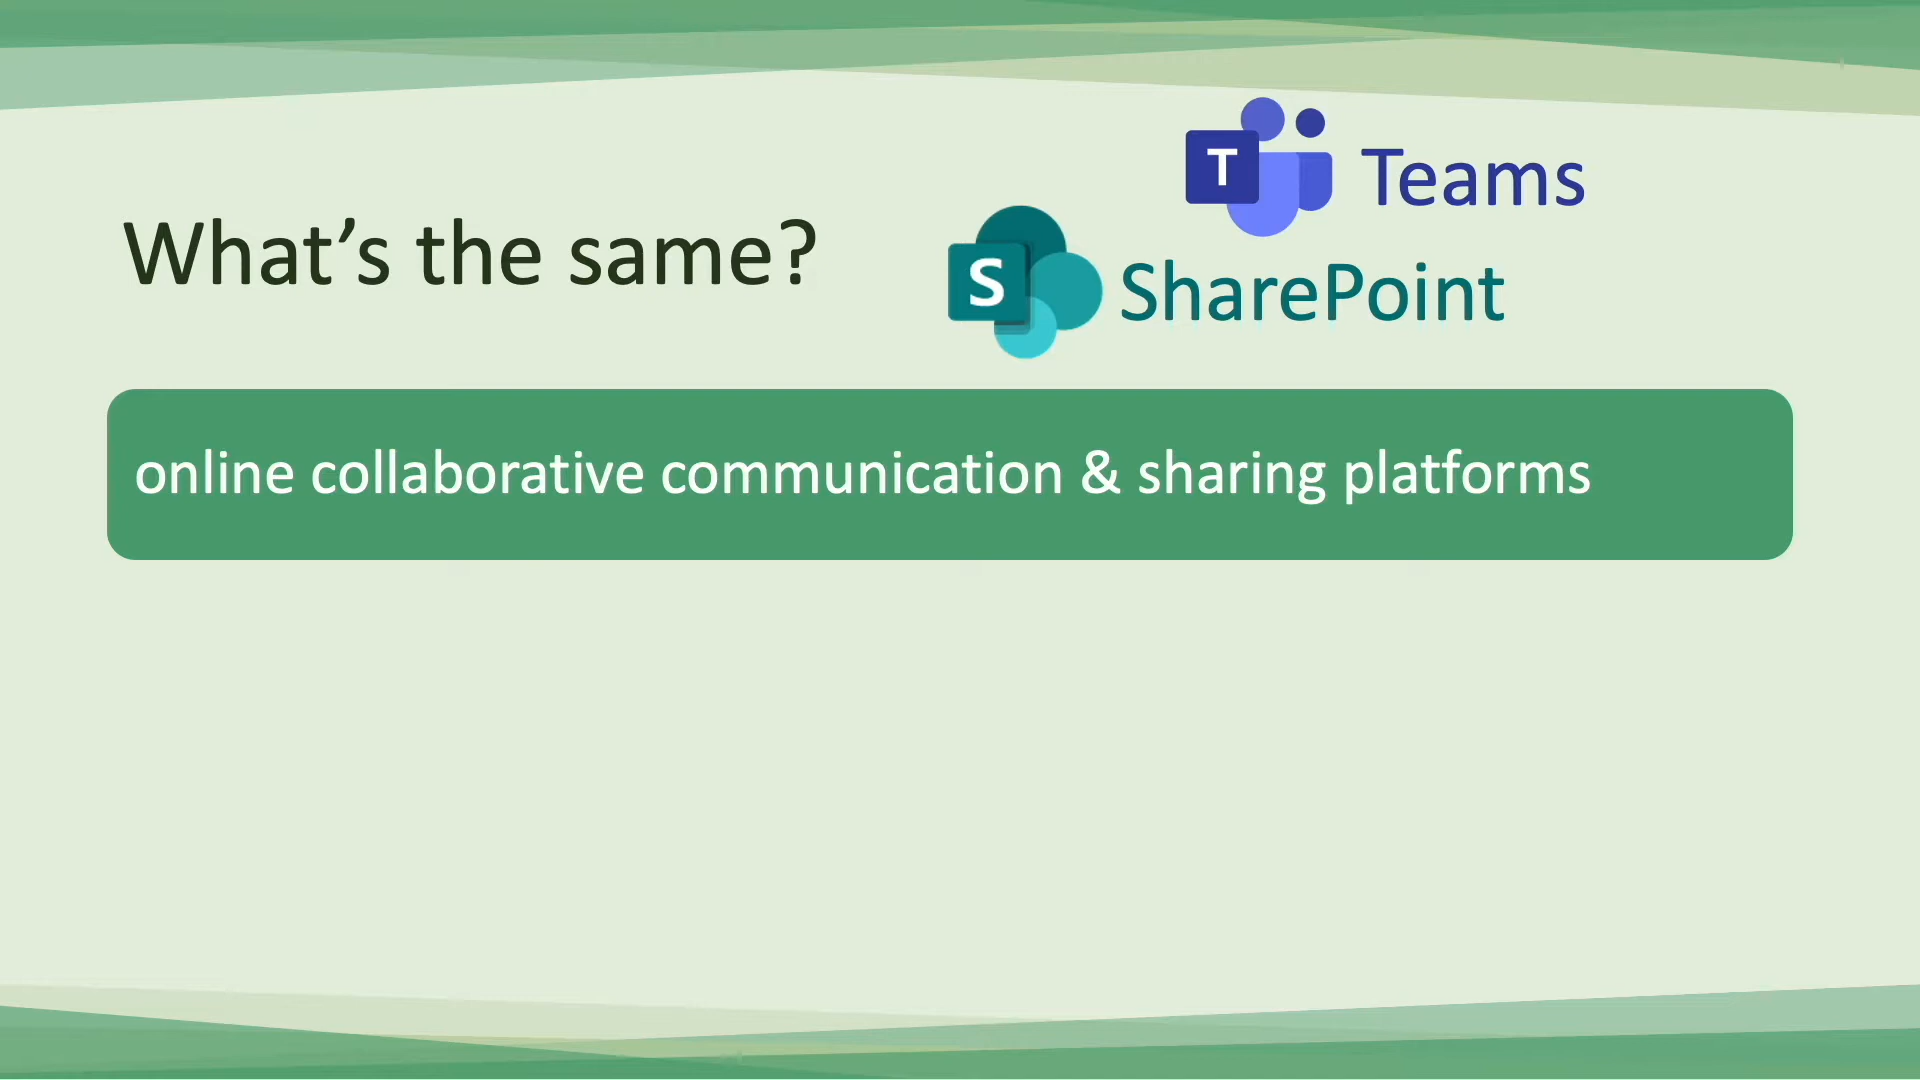 T Teams
What’s the same?
S SharePoint
online collaborative communication & sharing platforms